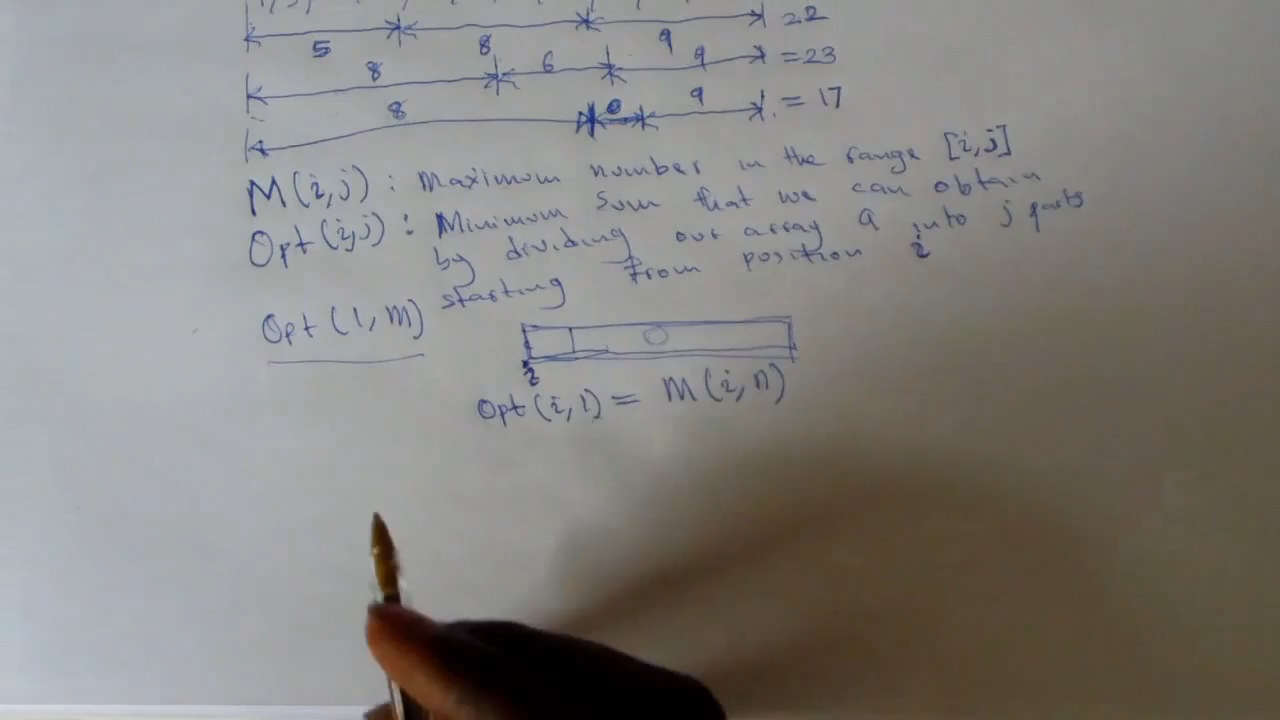 5 8 9 22
8 6 9 =23
8 0 9 = 17
M(i,j) : Maximum number in the range [i,j]
Opt(i,j) : Minimum sum that we can obtain
by dividing our array a into j parts
starting from position i
Opt(1,m)
i
Opt(i,1) = M(i,n)